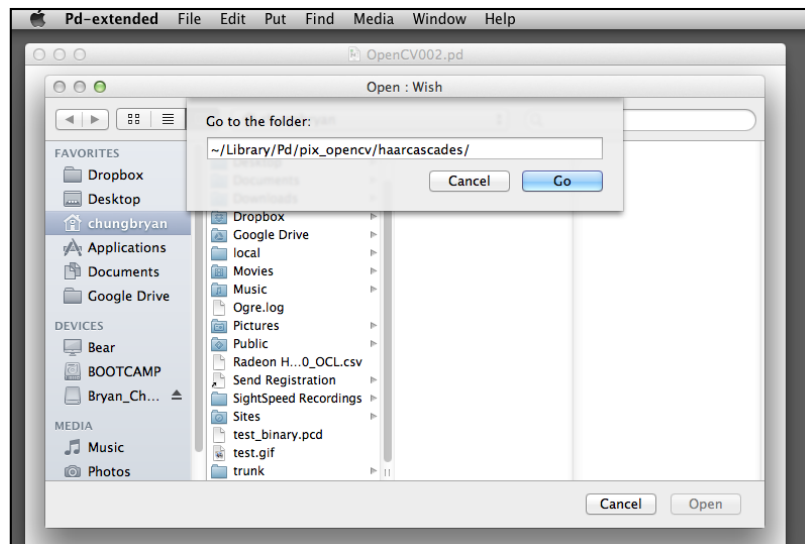 Pd-extended File Edit Put Find Media Window Help
OpenCV002.pd
Open : Wish
Go to the folder:
~/Library/Pd/pix_opencv/haarcascades/
Cancel Go
FAVORITES
Dropbox
Desktop
chungbryan
Applications
Documents
Google Drive
DEVICES
Bear
BOOTCAMP
Bryan_Ch...
MEDIA
Music
Photos
Desktop
Documents
Downloads
Dropbox
Google Drive
local
Movies
Music
Ogre.log
Pictures
Public
Radeon H...0_OCL.csv
Send Registration
SightSpeed Recordings
Sites
test_binary.pcd
test.gif
trunk
Cancel Open